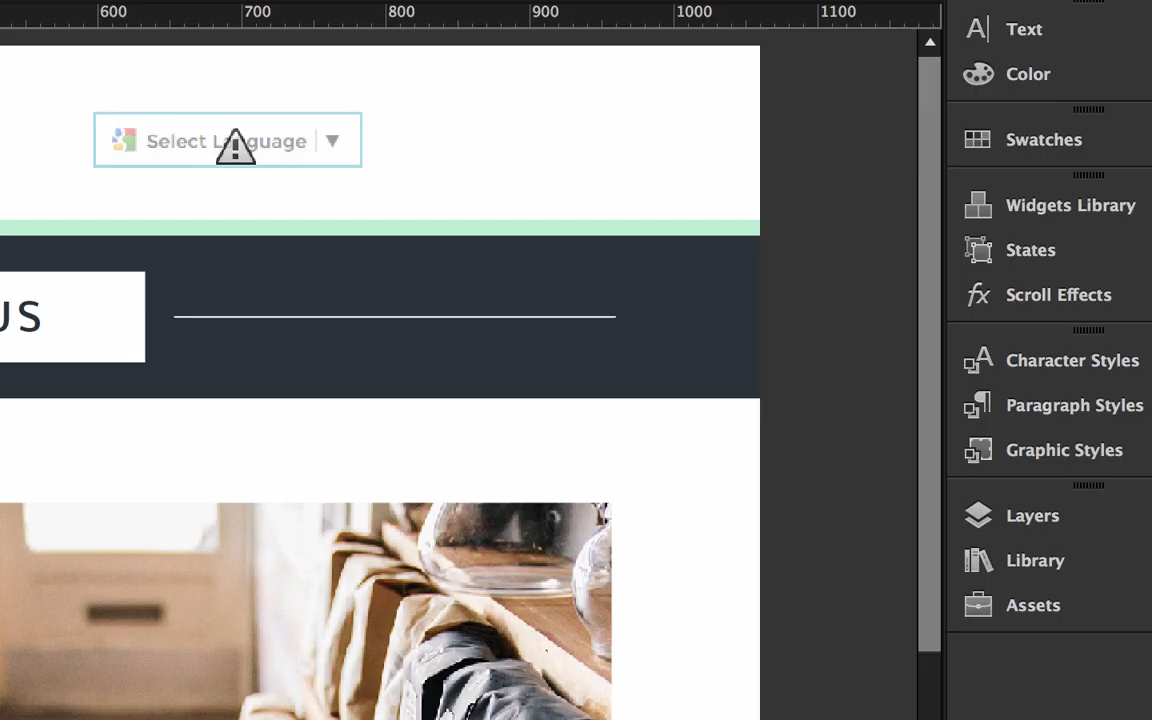 600 700 800 900 1000 1100
Text
Color
Select Language
Swatches
Widgets Library
States
Scroll Effects
US
Character Styles
Paragraph Styles
Graphic Styles
Layers
Library
Assets